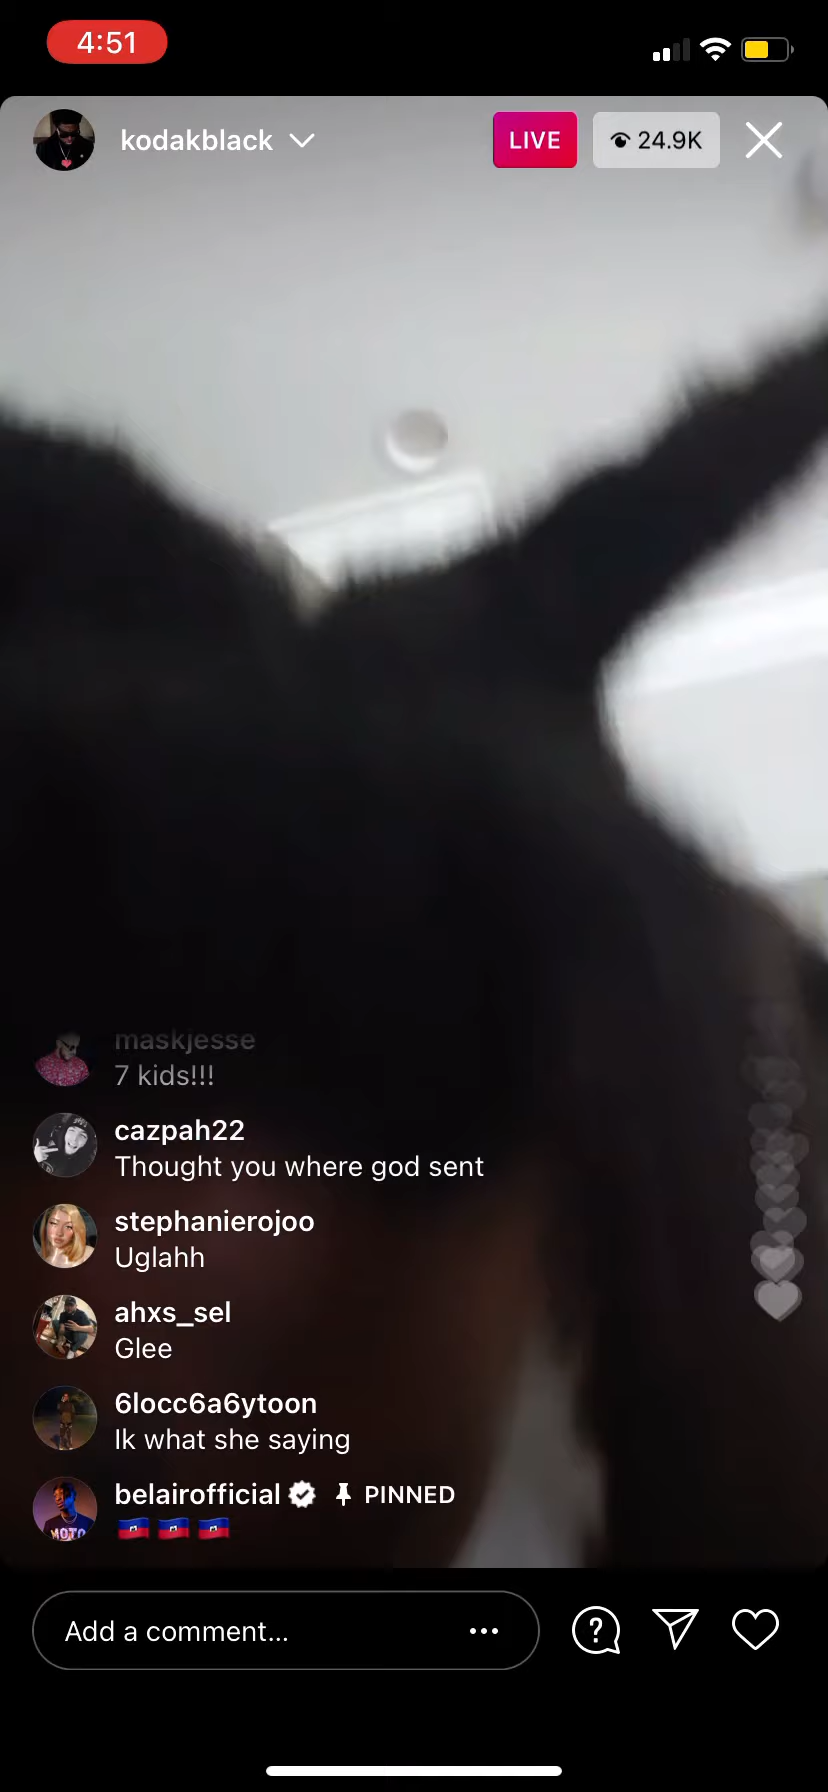 4:51
kodakblack
LIVE
24.9K
maskjesse
7 kids!!!
cazpah22
Thought you where god sent
stephanierojoo
Uglahh
ahxs_sel
Glee
6locc6a6ytoon
Ik what she saying
belairofficial PINNED
🇭🇹 🇭🇹 🇭🇹
MOTO
Add a comment...